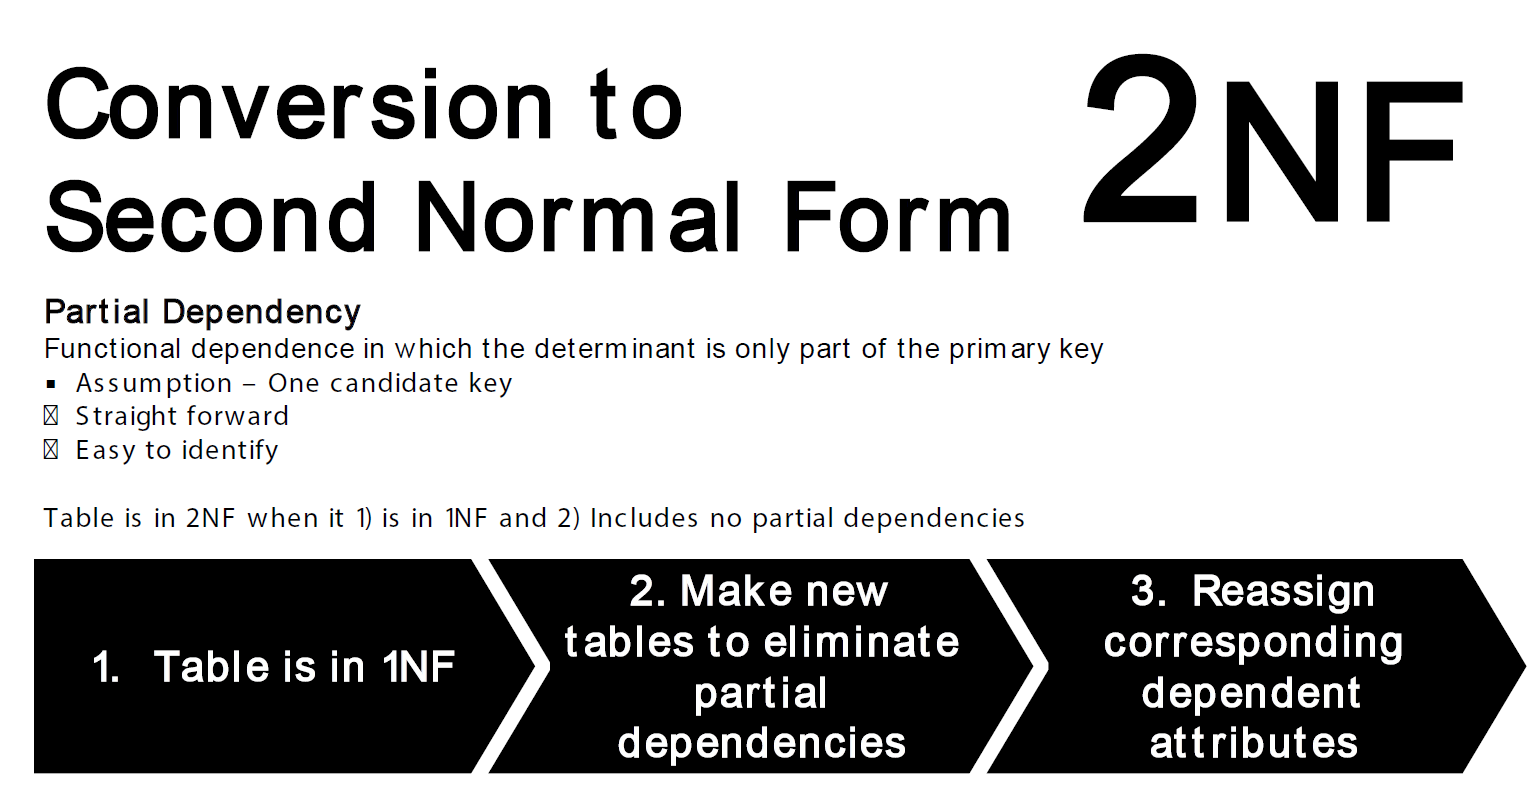 Conversion to
Second Normal Form
2NF
Partial Dependency
Functional dependence in which the determinant is only part of the primary key
▪ Assumption – One candidate key
Straight forward
Easy to identify
Table is in 2NF when it 1) is in 1NF and 2) Includes no partial dependencies
1. Table is in 1NF
2. Make new
tables to eliminate
partial
dependencies
3. Reassign
corresponding
dependent
attributes